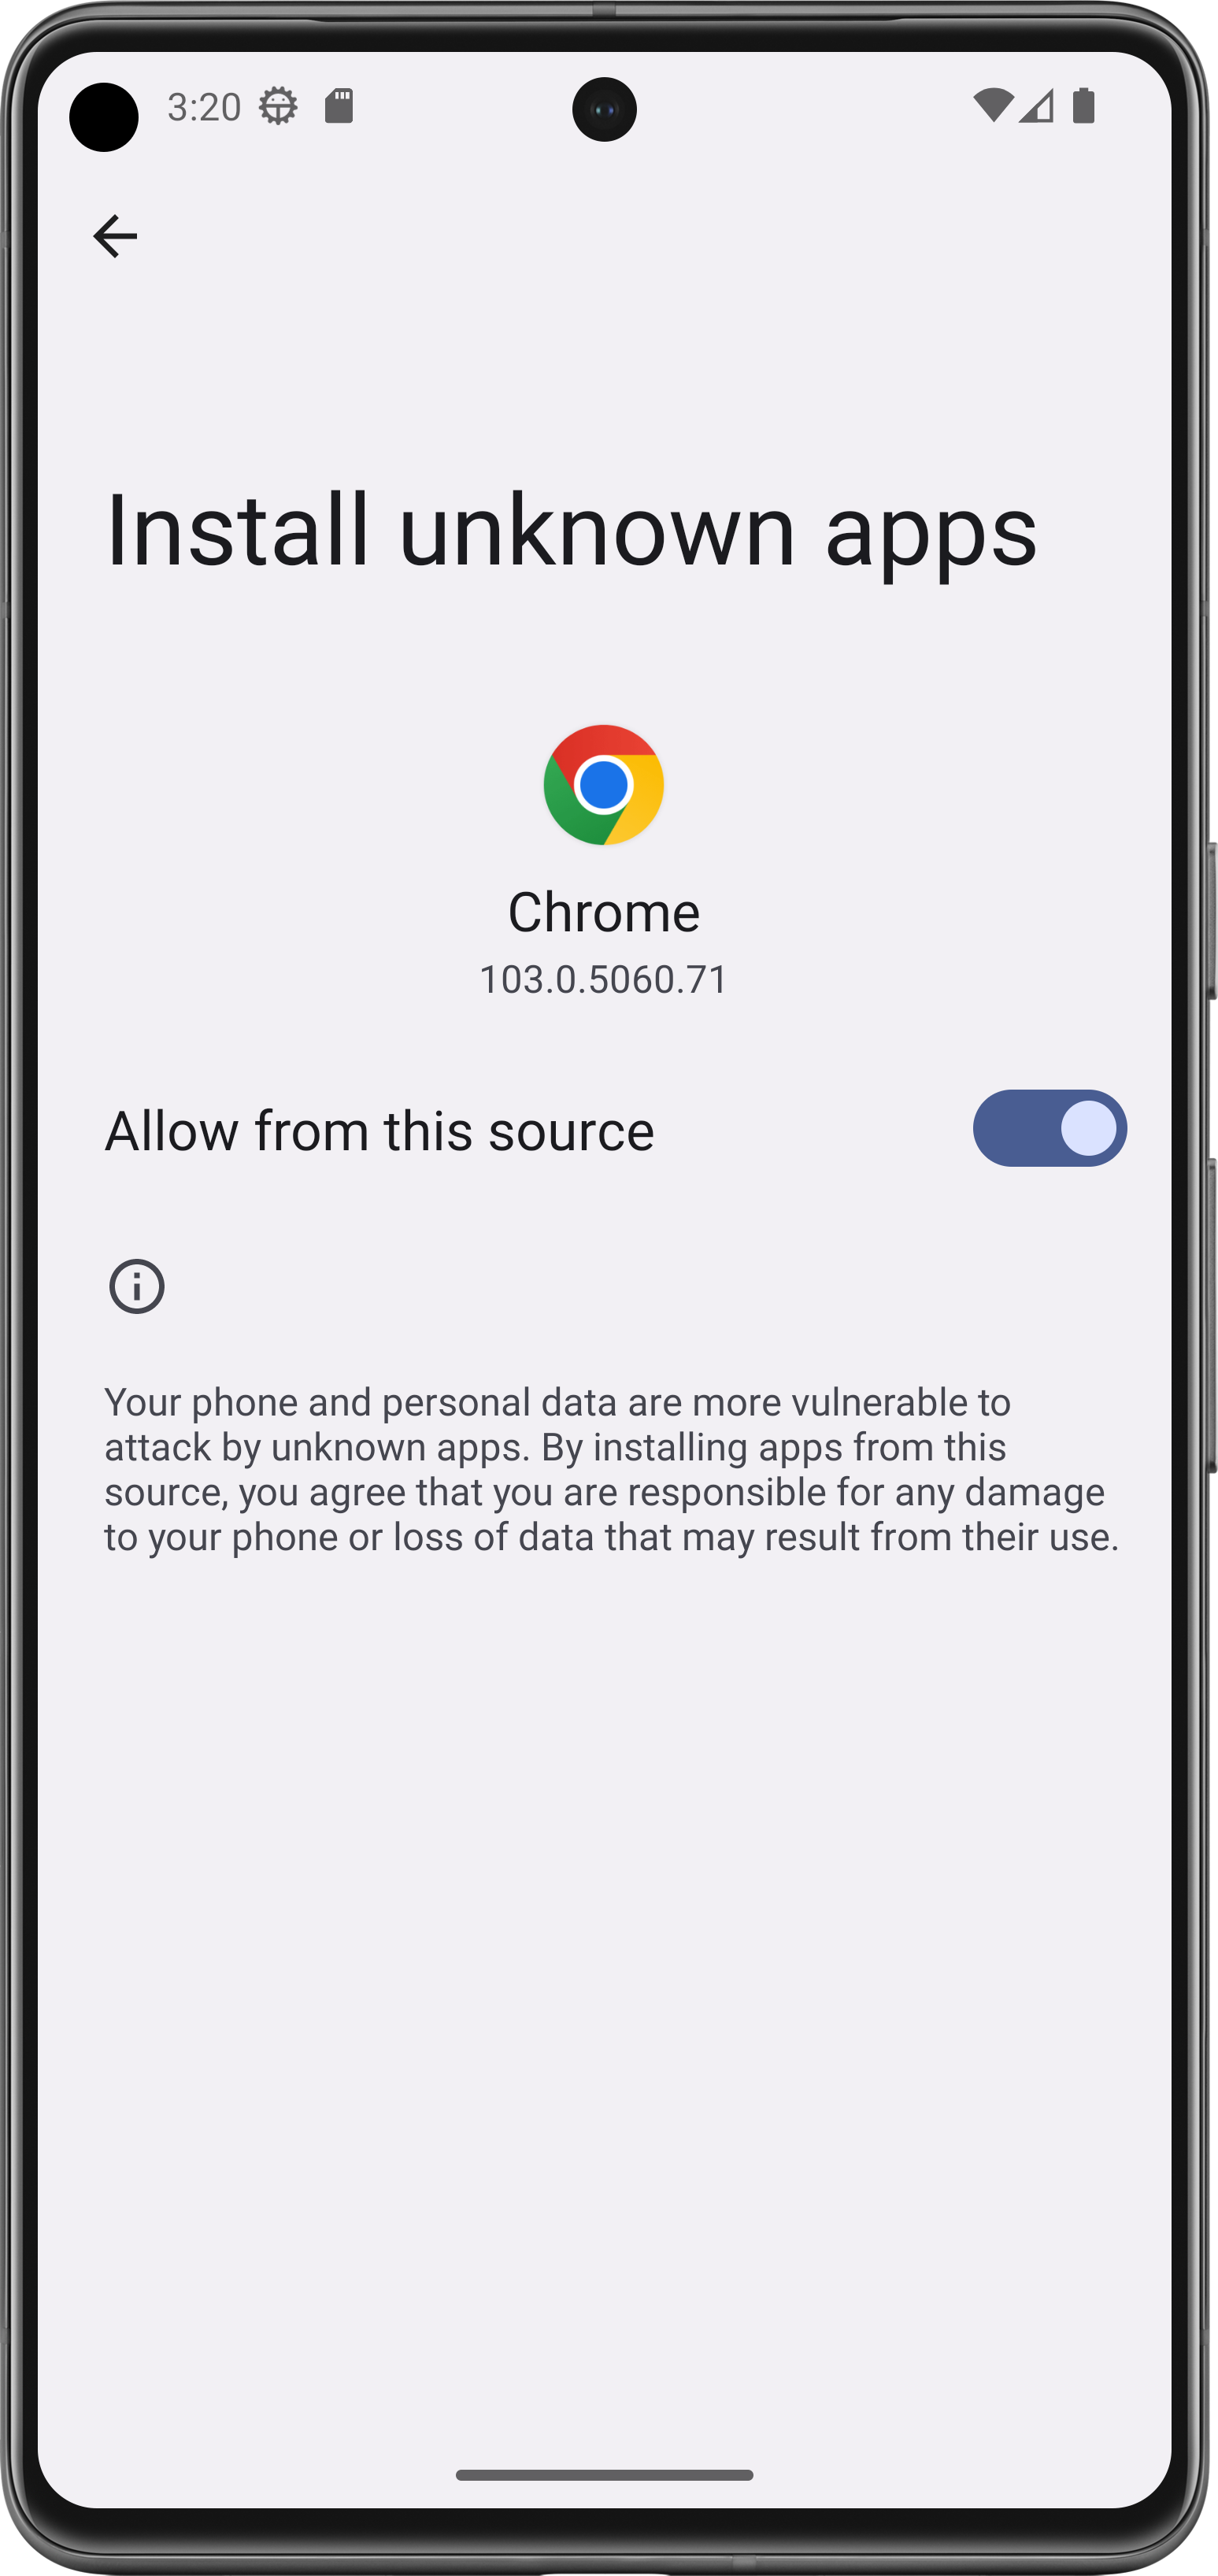 3:20
Install unknown apps
Chrome
103.0.5060.71
Allow from this source
Your phone and personal data are more vulnerable to
attack by unknown apps. By installing apps from this
source, you agree that you are responsible for any damage
to your phone or loss of data that may result from their use.